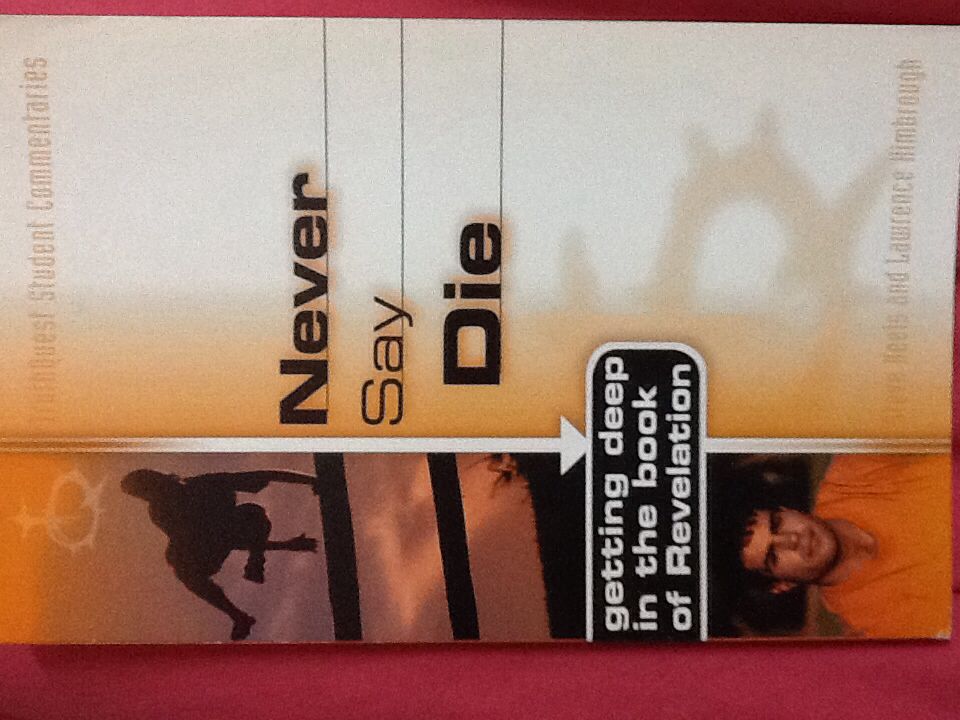 Student Commentaries
Never
Say
Die
getting deep
in the book
of Revelation
and Lawrence Kimbrough